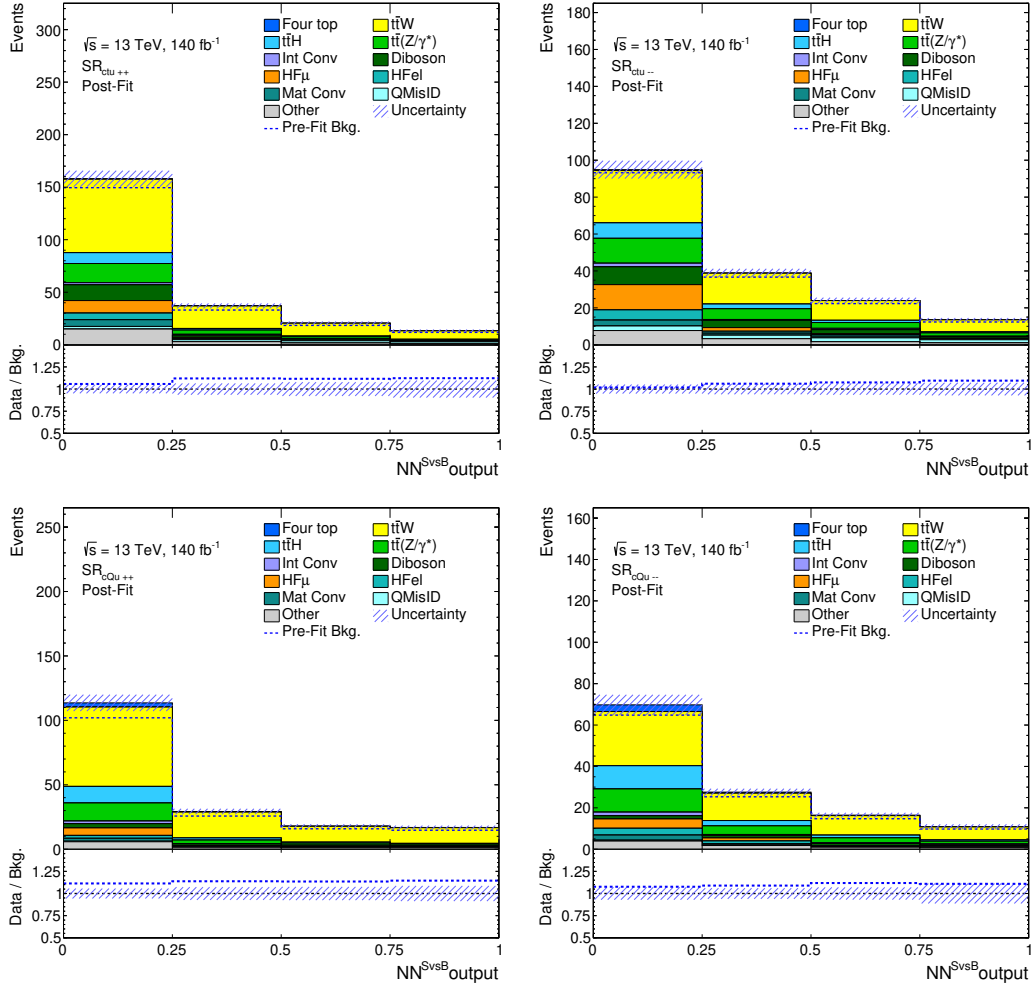 Events
300
250
200
150
100
50
0
√s = 13 TeV, 140 fb⁻¹
SR ctu ++
Post-Fit
Four top
tt̄W
tt̄H
tt̄(Z/γ*)
Int Conv
Diboson
HFμ
HFel
Mat Conv
QMisID
Other
Uncertainty
Pre-Fit Bkg.
Data / Bkg.
1.25
1
0.75
0.5
0 0.25 0.5 0.75 1
NN^SvsB output
Events
180
160
140
120
100
80
60
40
20
0
√s = 13 TeV, 140 fb⁻¹
SR ctu --
Post-Fit
Four top
tt̄W
tt̄H
tt̄(Z/γ*)
Int Conv
Diboson
HFμ
HFel
Mat Conv
QMisID
Other
Uncertainty
Pre-Fit Bkg.
Data / Bkg.
1.25
1
0.75
0.5
0 0.25 0.5 0.75 1
NN^SvsB output
Events
250
200
150
100
50
0
√s = 13 TeV, 140 fb⁻¹
SR cQu ++
Post-Fit
Four top
tt̄W
tt̄H
tt̄(Z/γ*)
Int Conv
Diboson
HFμ
HFel
Mat Conv
QMisID
Other
Uncertainty
Pre-Fit Bkg.
Data / Bkg.
1.25
1
0.75
0.5
0 0.25 0.5 0.75 1
NN^SvsB output
Events
160
140
120
100
80
60
40
20
0
√s = 13 TeV, 140 fb⁻¹
SR cQu --
Post-Fit
Four top
tt̄W
tt̄H
tt̄(Z/γ*)
Int Conv
Diboson
HFμ
HFel
Mat Conv
QMisID
Other
Uncertainty
Pre-Fit Bkg.
Data / Bkg.
1.25
1
0.75
0.5
0 0.25 0.5 0.75 1
NN^SvsB output